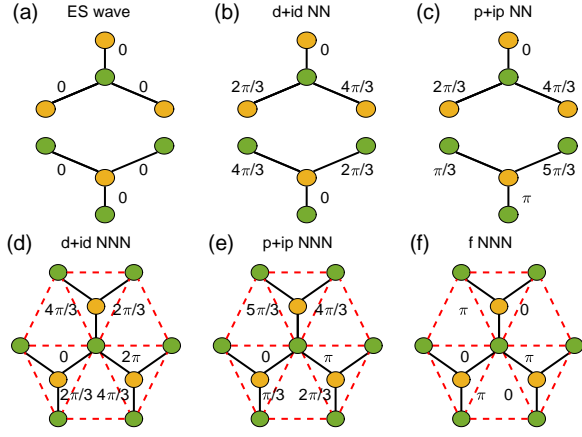 (a) ES wave
0
0 0
0 0
0
(b) d+id NN
0
2π/3 4π/3
4π/3 2π/3
0
(c) p+ip NN
0
2π/3 4π/3
π/3 5π/3
π
(d) d+id NNN
4π/3 2π/3
0 2π
2π/3 4π/3
(e) p+ip NNN
5π/3 4π/3
0 π
π/3 2π/3
(f) f NNN
π 0
0 π
π 0